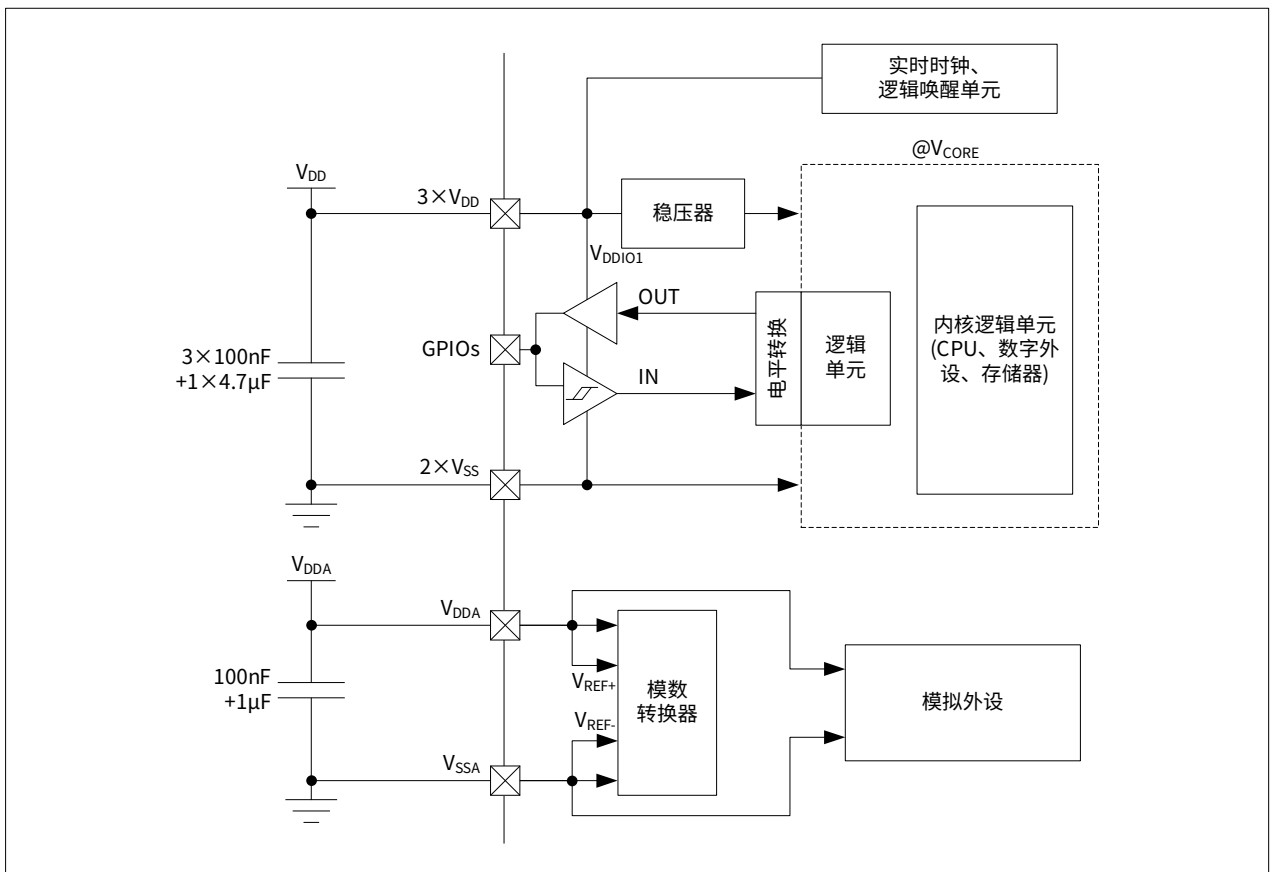 实时时钟、
逻辑唤醒单元
@VCORE
VDD
3×VDD
稳压器
VDDIO1
OUT
GPIOs
3×100nF
+1×4.7μF
IN
电平转换
逻辑
单元
内核逻辑单元
(CPU、数字外
设、存储器)
2×VSS
VDDA
VDDA
100nF
+1μF
VREF+
模数
转换器
VREF-
模拟外设
VSSA